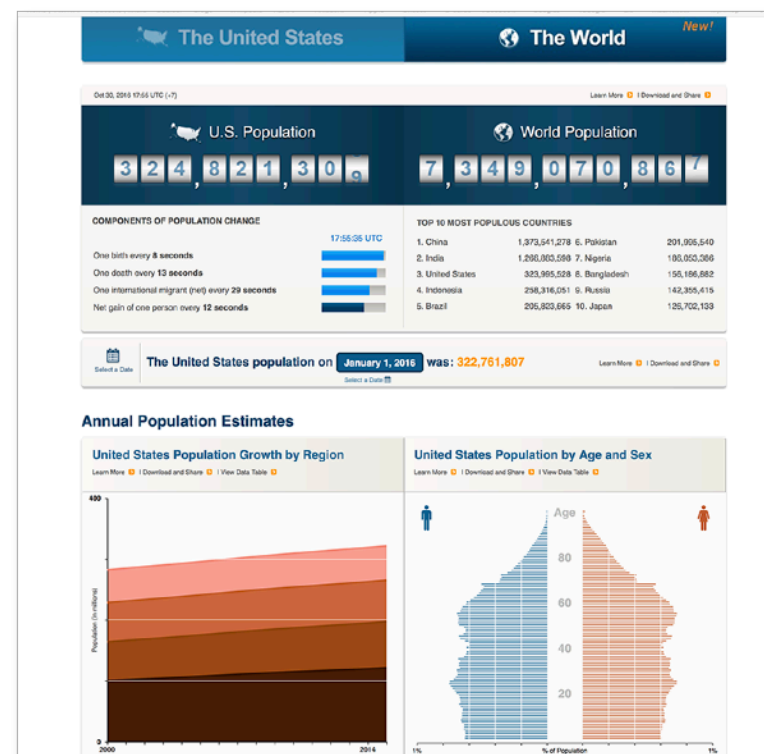 The United States
The World
New!
Oct 30, 2016 17:55 UTC (+7)
Learn More | Download and Share
U.S. Population
World Population
324,821,309
7,349,070,867
COMPONENTS OF POPULATION CHANGE
17:55:35 UTC
One birth every 8 seconds
One death every 13 seconds
One international migrant (net) every 29 seconds
Net gain of one person every 12 seconds
TOP 10 MOST POPULOUS COUNTRIES
1. China 1,373,541,278 6. Pakistan 201,995,540
2. India 1,266,883,598 7. Nigeria 186,053,386
3. United States 323,995,528 8. Bangladesh 156,186,882
4. Indonesia 258,316,051 9. Russia 142,355,415
5. Brazil 205,823,665 10. Japan 126,702,133
Select a Date
The United States population on January 1, 2016 was: 322,761,807
Select a Date
Learn More | Download and Share
Annual Population Estimates
United States Population Growth by Region
Learn More | Download and Share | View Data Table
400
Population (in millions)
0
2000 2014
United States Population by Age and Sex
Learn More | Download and Share | View Data Table
Age
80
60
40
20
1% % of Population 1%